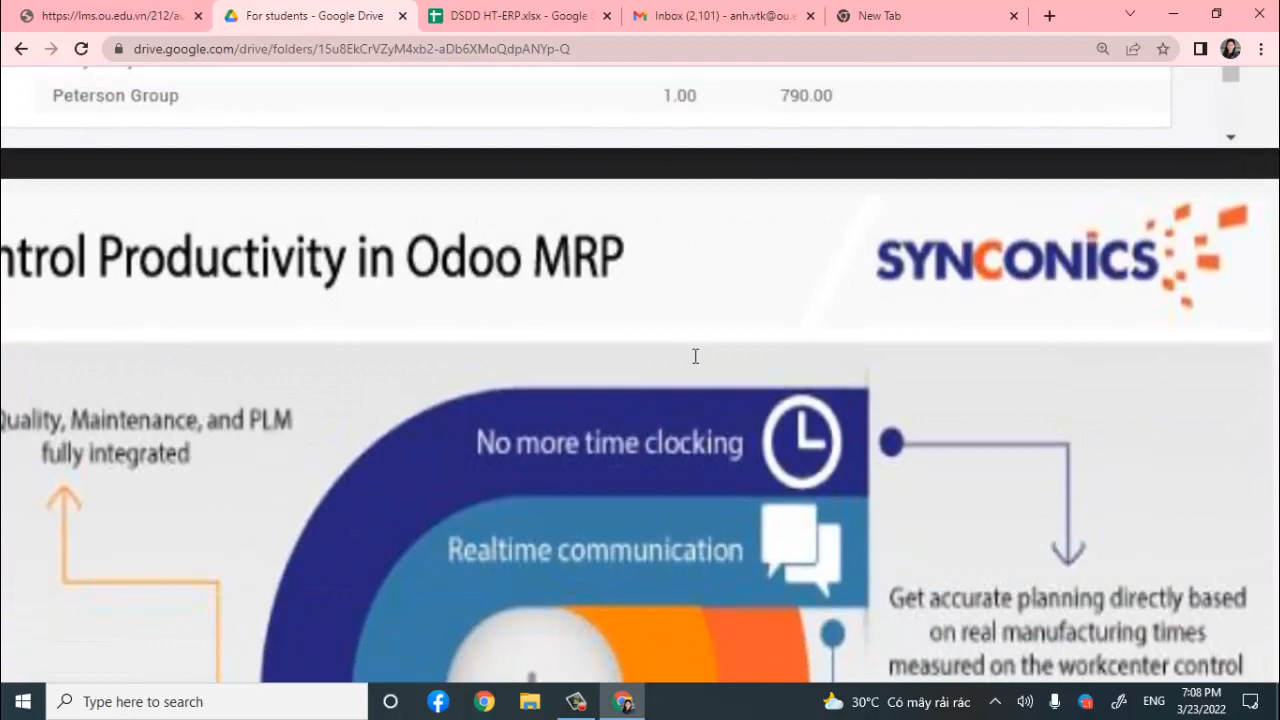 https://lms.ou.edu.vn/212/a
For students - Google Drive
DSDD HT-ERP.xlsx - Google
Inbox (2,101) - anh.vtk@ou.e
New Tab
drive.google.com/drive/folders/15u8EkCrVZyM4xb2-aDb6XMoQdpANYp-Q
Peterson Group 1.00 790.00
ntrol Productivity in Odoo MRP
SYNCONICS
Quality, Maintenance, and PLM
fully integrated
No more time clocking
Realtime communication
Get accurate planning directly based
on real manufacturing times
measured on the workcenter control
Type here to search
30°C Có mây rải rác
ENG
7:08 PM
3/23/2022